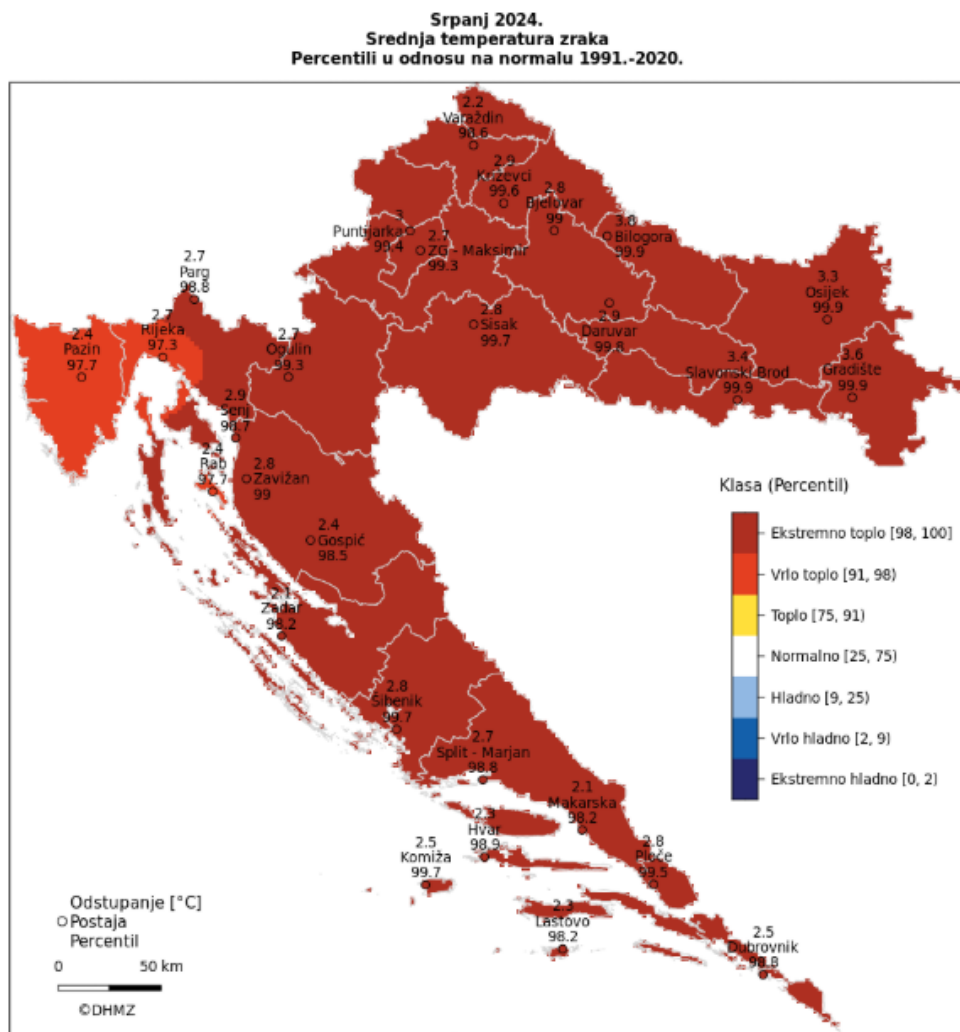 Srpanj 2024.
Srednja temperatura zraka
Percentili u odnosu na normalu 1991.-2020.
2.2
Varaždin
98.6
2.9
Križevci
99.6
2.8
Bjelovar
99
3
Puntijarka
99.4
2.7
ZG - Maksimir
99.3
3.8
Bilogora
99.9
2.7
Parg
98.8
3.3
Osijek
99.9
2.7
Rijeka
97.3
2.4
Pazin
97.7
2.7
Ogulin
99.3
2.8
Sisak
99.7
2.9
Daruvar
99.8
3.4
Slavonski Brod
99.9
3.6
Gradište
99.9
2.9
Senj
98.7
2.4
Rab
97.7
2.8
Zavižan
99
2.4
Gospić
98.5
2.1
Zadar
98.2
2.8
Šibenik
99.7
2.7
Split - Marjan
98.8
2.1
Makarska
98.2
2.3
Hvar
98.9
2.5
Komiža
99.7
2.8
Ploče
99.5
2.3
Lastovo
98.2
2.5
Dubrovnik
98.8
Klasa (Percentil)
Ekstremno toplo [98, 100]
Vrlo toplo [91, 98)
Toplo [75, 91)
Normalno [25, 75)
Hladno [9, 25)
Vrlo hladno [2, 9)
Ekstremno hladno [0, 2)
Odstupanje [°C]
Postaja
Percentil
0 50 km
©DHMZ